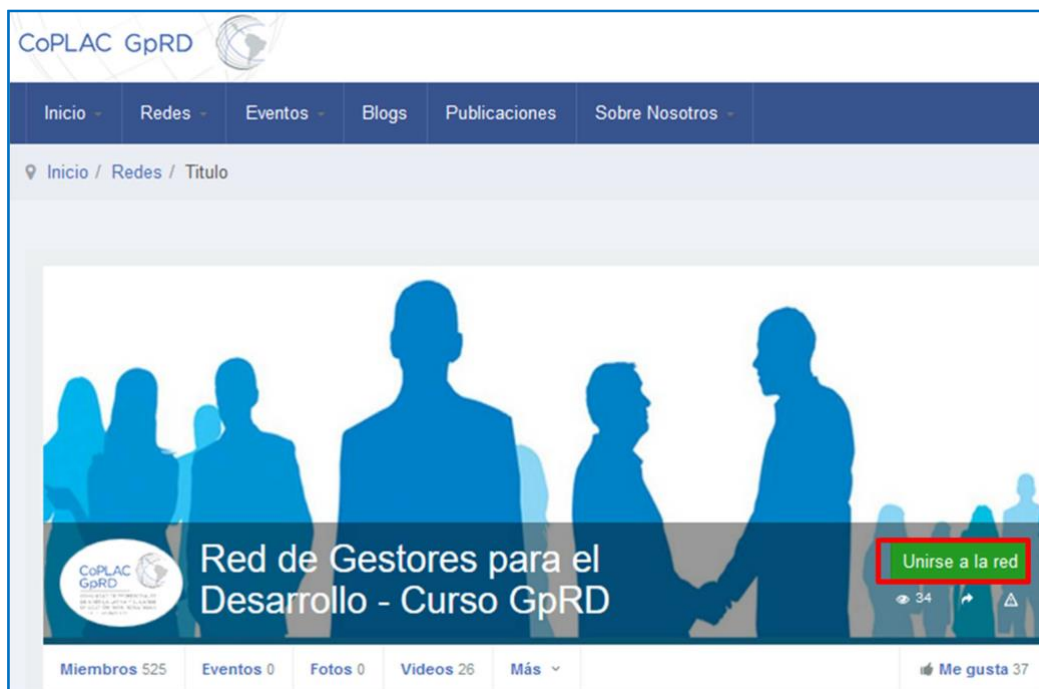 CoPLAC GpRD
Inicio Redes Eventos Blogs Publicaciones Sobre Nosotros
Inicio / Redes / Titulo
CoPLAC
GpRD
Red de Gestores para el
Desarrollo - Curso GpRD
Unirse a la red
34
Miembros 525 Eventos 0 Fotos 0 Videos 26 Más Me gusta 37